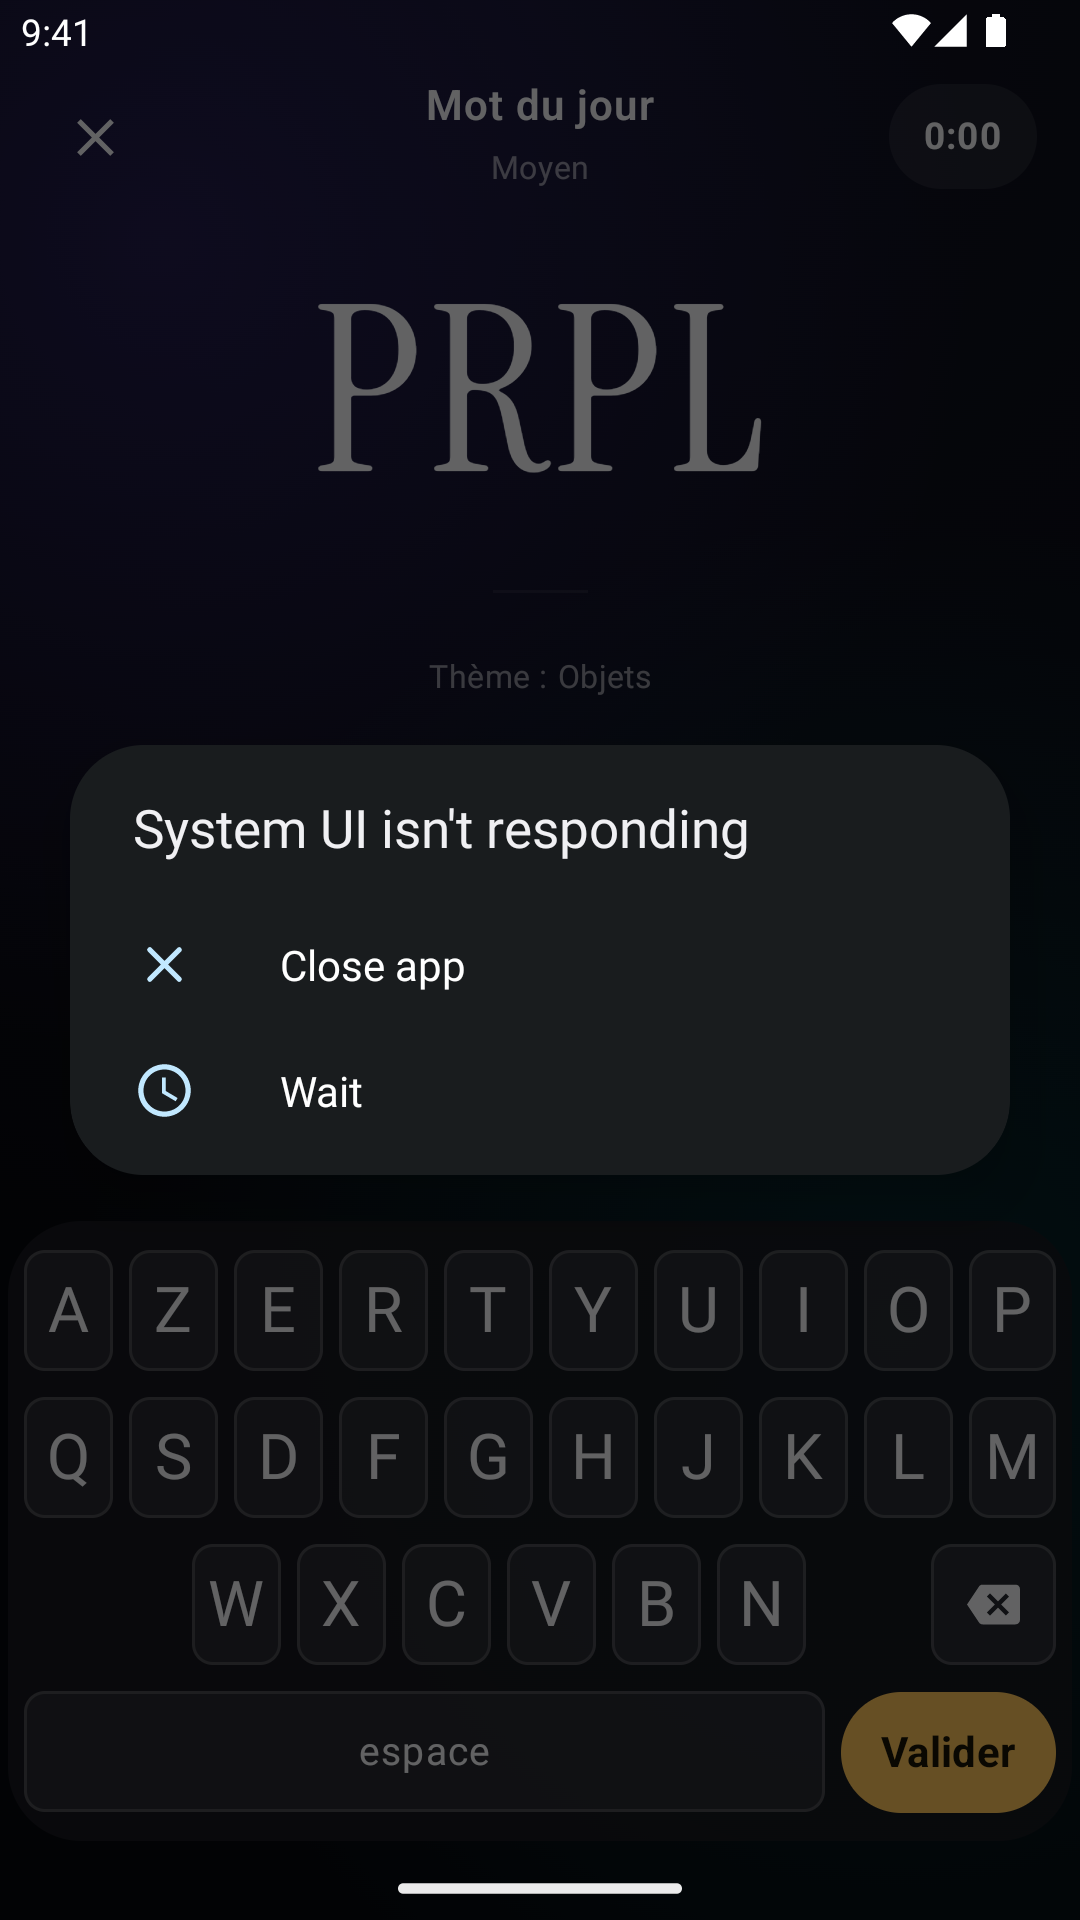 9:41
Mot du jour
Moyen
0:00
PRPL
Thème : Objets
System UI isn't responding
Close app
Wait
A Z E R T Y U I O P
Q S D F G H J K L M
W X C V B N
espace
Valider